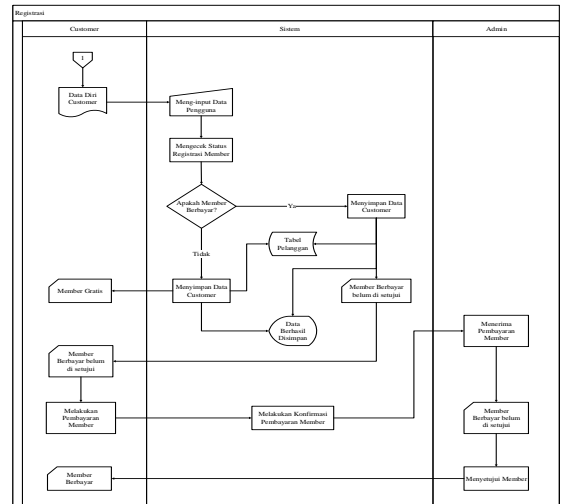 Registrasi
Customer
Sistem
Admin
1
Data Diri
Customer
Meng-input Data
Pengguna
Mengecek Status
Registrasi Member
Apakah Member
Berbayar?
Ya
Menyimpan Data
Customer
Tidak
Tabel
Pelanggan
Member Gratis
Menyimpan Data
Customer
Member Berbayar
belum di setujui
Data
Berhasil
Disimpan
Menerima
Pembayaran
Member
Member
Berbayar belum
di setujui
Melakukan
Pembayaran
Member
Melakukan Konfirmasi
Pembayaran Member
Member
Berbayar belum
di setujui
Member
Berbayar
Menyetujui Member